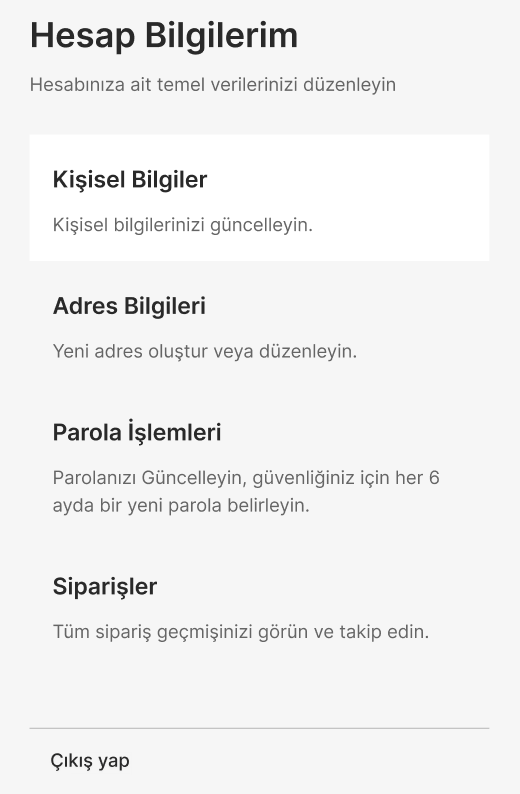 Hesap Bilgilerim
Hesabınıza ait temel verilerinizi düzenleyin
Kişisel Bilgiler
Kişisel bilgilerinizi güncelleyin.
Adres Bilgileri
Yeni adres oluştur veya düzenleyin.
Parola İşlemleri
Parolanızı Güncelleyin, güvenliğiniz için her 6
ayda bir yeni parola belirleyin.
Siparişler
Tüm sipariş geçmişinizi görün ve takip edin.
Çıkış yap